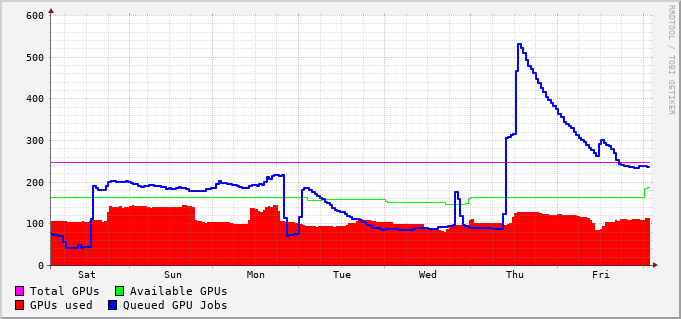 600
500
400
300
200
100
0
Sat Sun Mon Tue Wed Thu Fri
Total GPUs Available GPUs
GPUs used Queued GPU Jobs
RRDTOOL / TOBI OETIKER